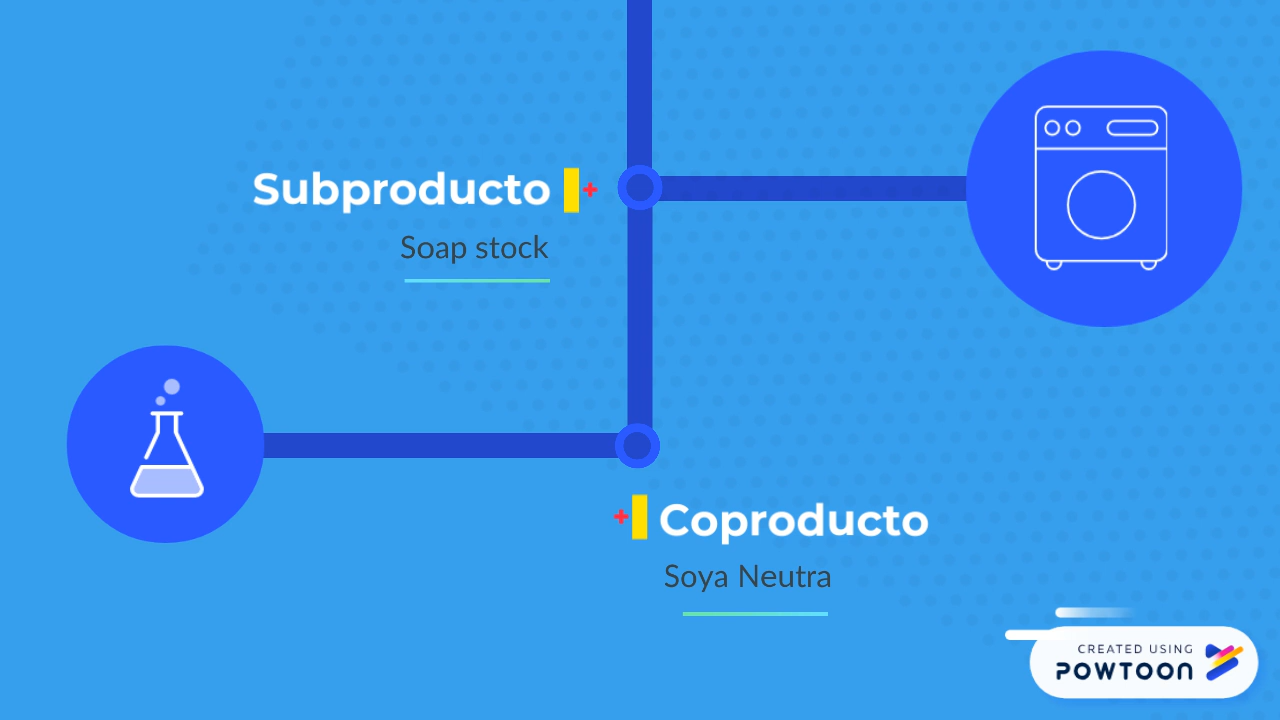 Subproducto
Soap stock
Coproducto
Soya Neutra
CREATED USING
POWTOON